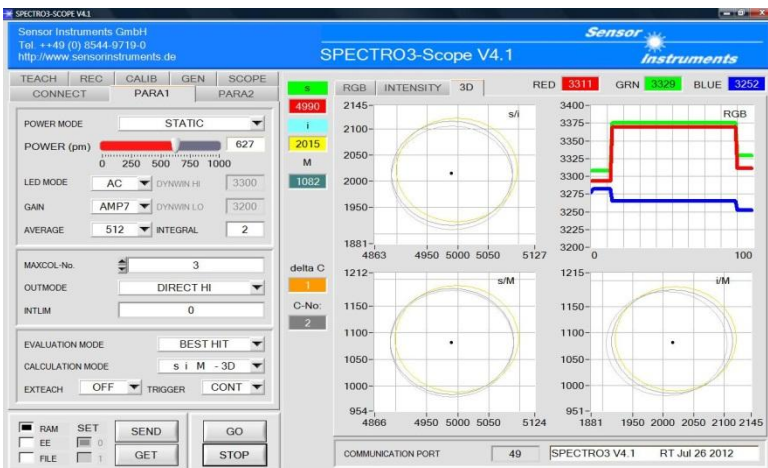 SPECTRO3-SCOPE V4.1
Sensor Instruments GmbH
Tel. ++49 (0) 8544-9719-0
http://www.sensorinstruments.de
SPECTRO3-Scope V4.1
Sensor
Instruments
TEACH REC CALIB GEN SCOPE
CONNECT PARA1 PARA2
POWER MODE STATIC
POWER (pm) 627
0 250 500 750 1000
LED MODE AC DYNWIN HI 3300
GAIN AMP7 DYNWIN LO 3200
AVERAGE 512 INTEGRAL 2
MAXCOL-No. 3
OUTMODE DIRECT HI
INTLIM 0
EVALUATION MODE BEST HIT
CALCULATION MODE s i M - 3D
EXTEACH OFF TRIGGER CONT
RAM SET SEND GO
EE 0
FILE 1 GET STOP
s
4990
i
2015
M
1082
delta C
1
C-No:
2
RGB INTENSITY 3D RED 3311 GRN 3329 BLUE 3252
s/i
2145
2100
2050
2000
1950
1881
4863 4950 5000 5050 5127
RGB
3400
3375
3350
3325
3300
3275
3250
3225
3200
0 100
s/M
1212
1150
1100
1050
1000
954
4866 4950 5000 5050 5124
i/M
1215
1150
1100
1050
1000
951
1881 1950 2000 2050 2100 2145
COMMUNICATION PORT 49 SPECTRO3 V4.1 RT Jul 26 2012